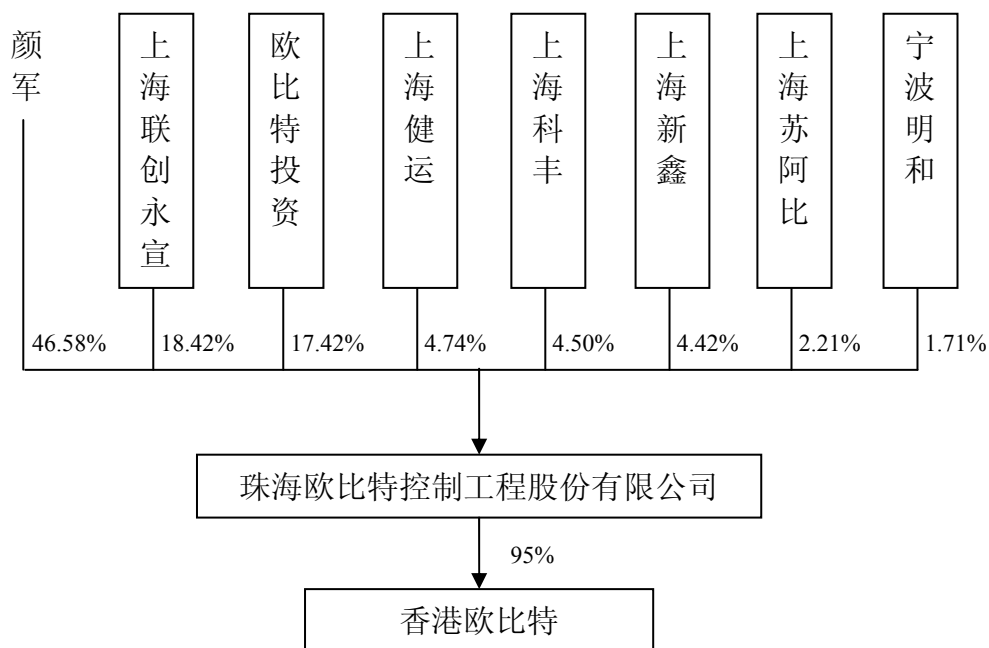 颜军
上海联创永宣
欧比特投资
上海健运
上海科丰
上海新鑫
上海苏阿比
宁波明和
46.58%
18.42%
17.42%
4.74%
4.50%
4.42%
2.21%
1.71%
珠海欧比特控制工程股份有限公司
95%
香港欧比特